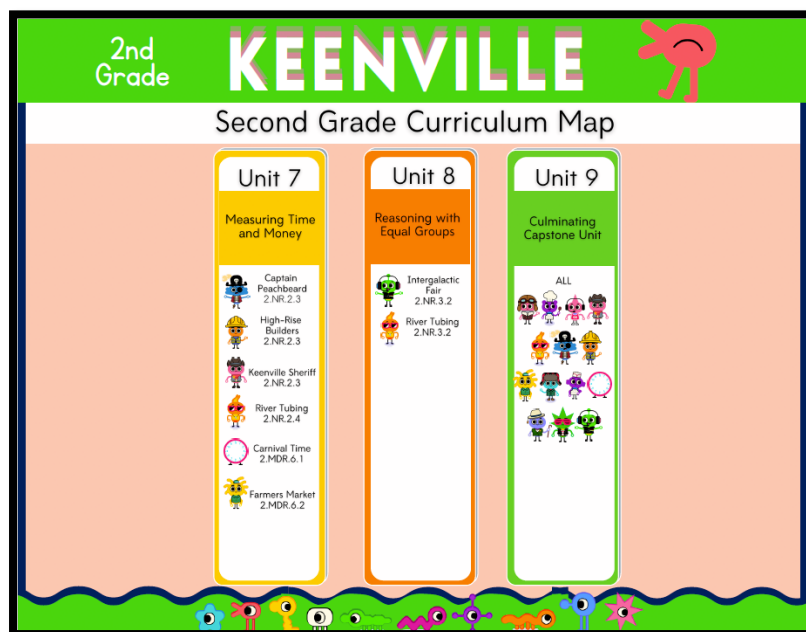 2nd
Grade
KEENVILLE
Second Grade Curriculum Map
Unit 7
Measuring Time
and Money
Captain
Peachbeard
2.NR.2.3
High-Rise
Builders
2.NR.2.3
Keenville Sheriff
2.NR.2.3
River Tubing
2.NR.2.4
Carnival Time
2.MDR.6.1
Farmers Market
2.MDR.6.2
Unit 8
Reasoning with
Equal Groups
Intergalactic
Fair
2.NR.3.2
River Tubing
2.NR.3.2
Unit 9
Culminating
Capstone Unit
ALL